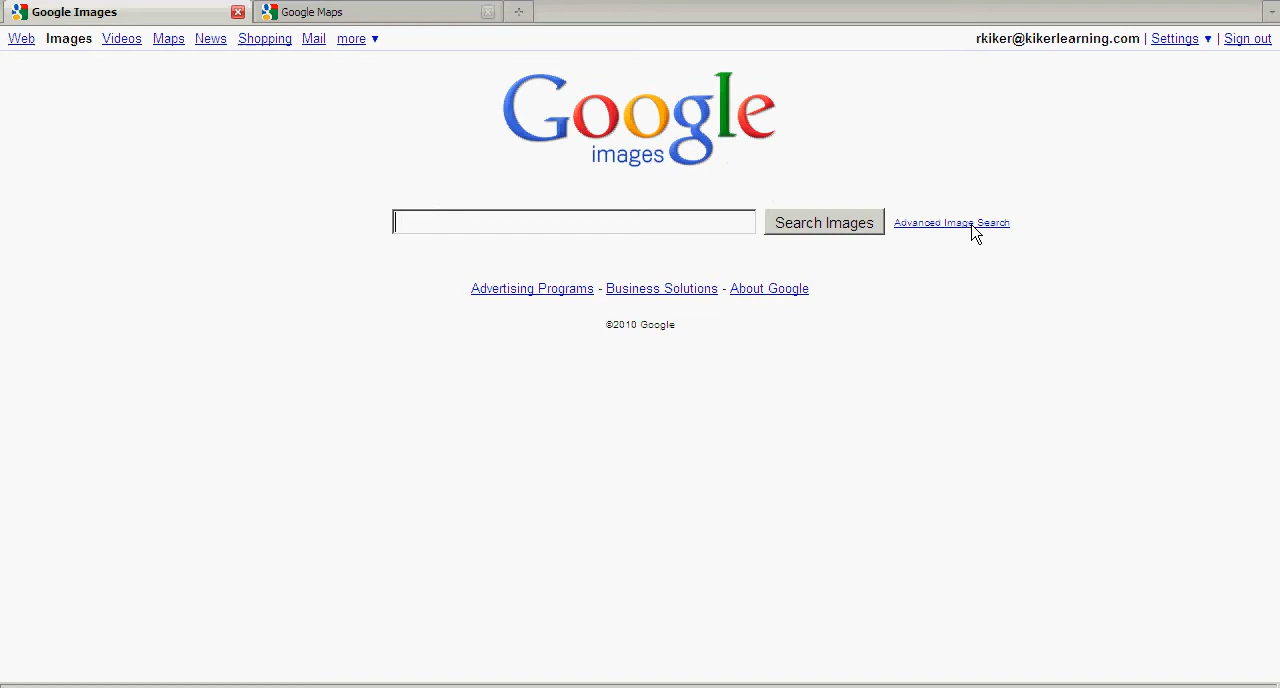 Google Images Google Maps
Web Images Videos Maps News Shopping Mail more ▼ rkiker@kikerlearning.com | Settings ▼ | Sign out
Google
images
Search Images Advanced Image Search
Advertising Programs - Business Solutions - About Google
©2010 Google